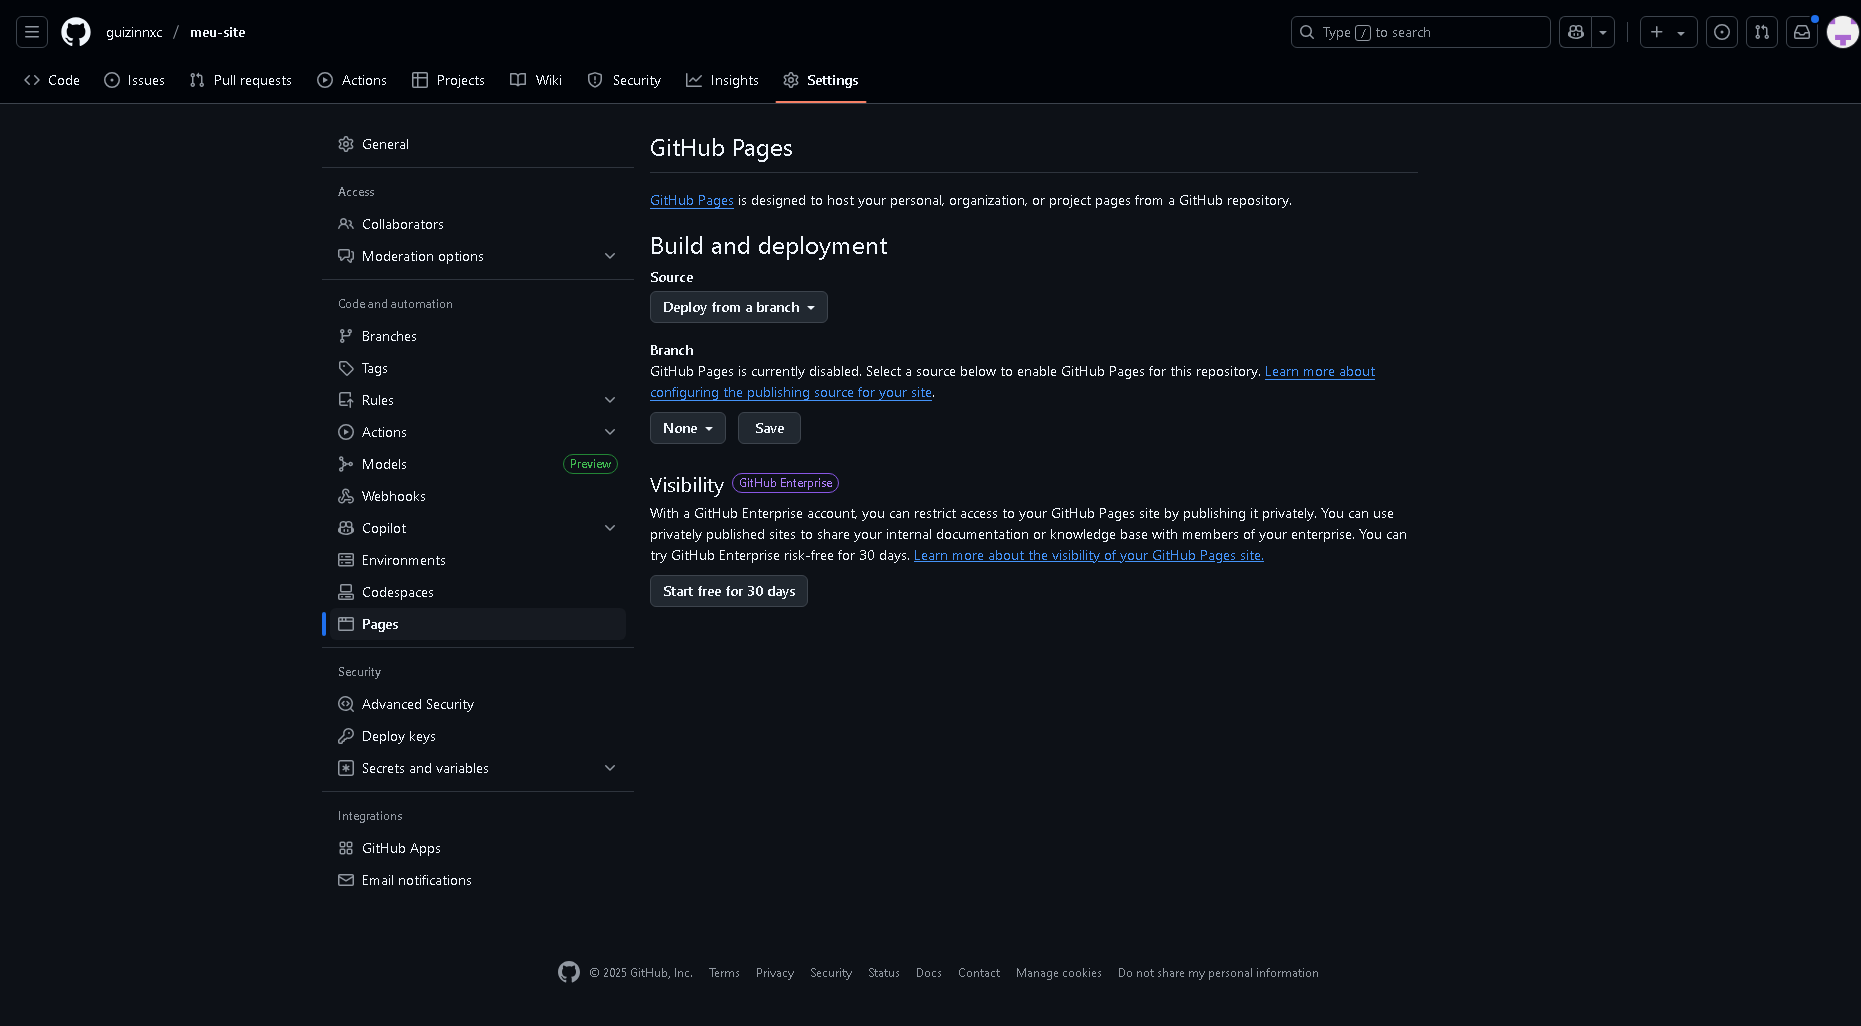 guizinnxc / meu-site
Type / to search
Code Issues Pull requests Actions Projects Wiki Security Insights Settings
General
Access
Collaborators
Moderation options
Code and automation
Branches
Tags
Rules
Actions
Models Preview
Webhooks
Copilot
Environments
Codespaces
Pages
Security
Advanced Security
Deploy keys
Secrets and variables
Integrations
GitHub Apps
Email notifications
GitHub Pages
GitHub Pages is designed to host your personal, organization, or project pages from a GitHub repository.
Build and deployment
Source
Deploy from a branch
Branch
GitHub Pages is currently disabled. Select a source below to enable GitHub Pages for this repository. Learn more about
configuring the publishing source for your site.
None Save
Visibility GitHub Enterprise
With a GitHub Enterprise account, you can restrict access to your GitHub Pages site by publishing it privately. You can use
privately published sites to share your internal documentation or knowledge base with members of your enterprise. You can
try GitHub Enterprise risk-free for 30 days. Learn more about the visibility of your GitHub Pages site.
Start free for 30 days
© 2025 GitHub, Inc. Terms Privacy Security Status Docs Contact Manage cookies Do not share my personal information